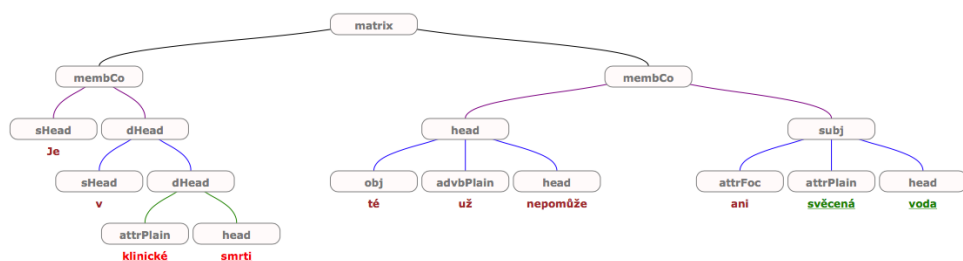 matrix
membCo membCo
sHead dHead head subj
Je
sHead dHead obj advbPlain head attrFoc attrPlain head
v té už nepomůže ani svěcená voda
attrPlain head
klinické smrti